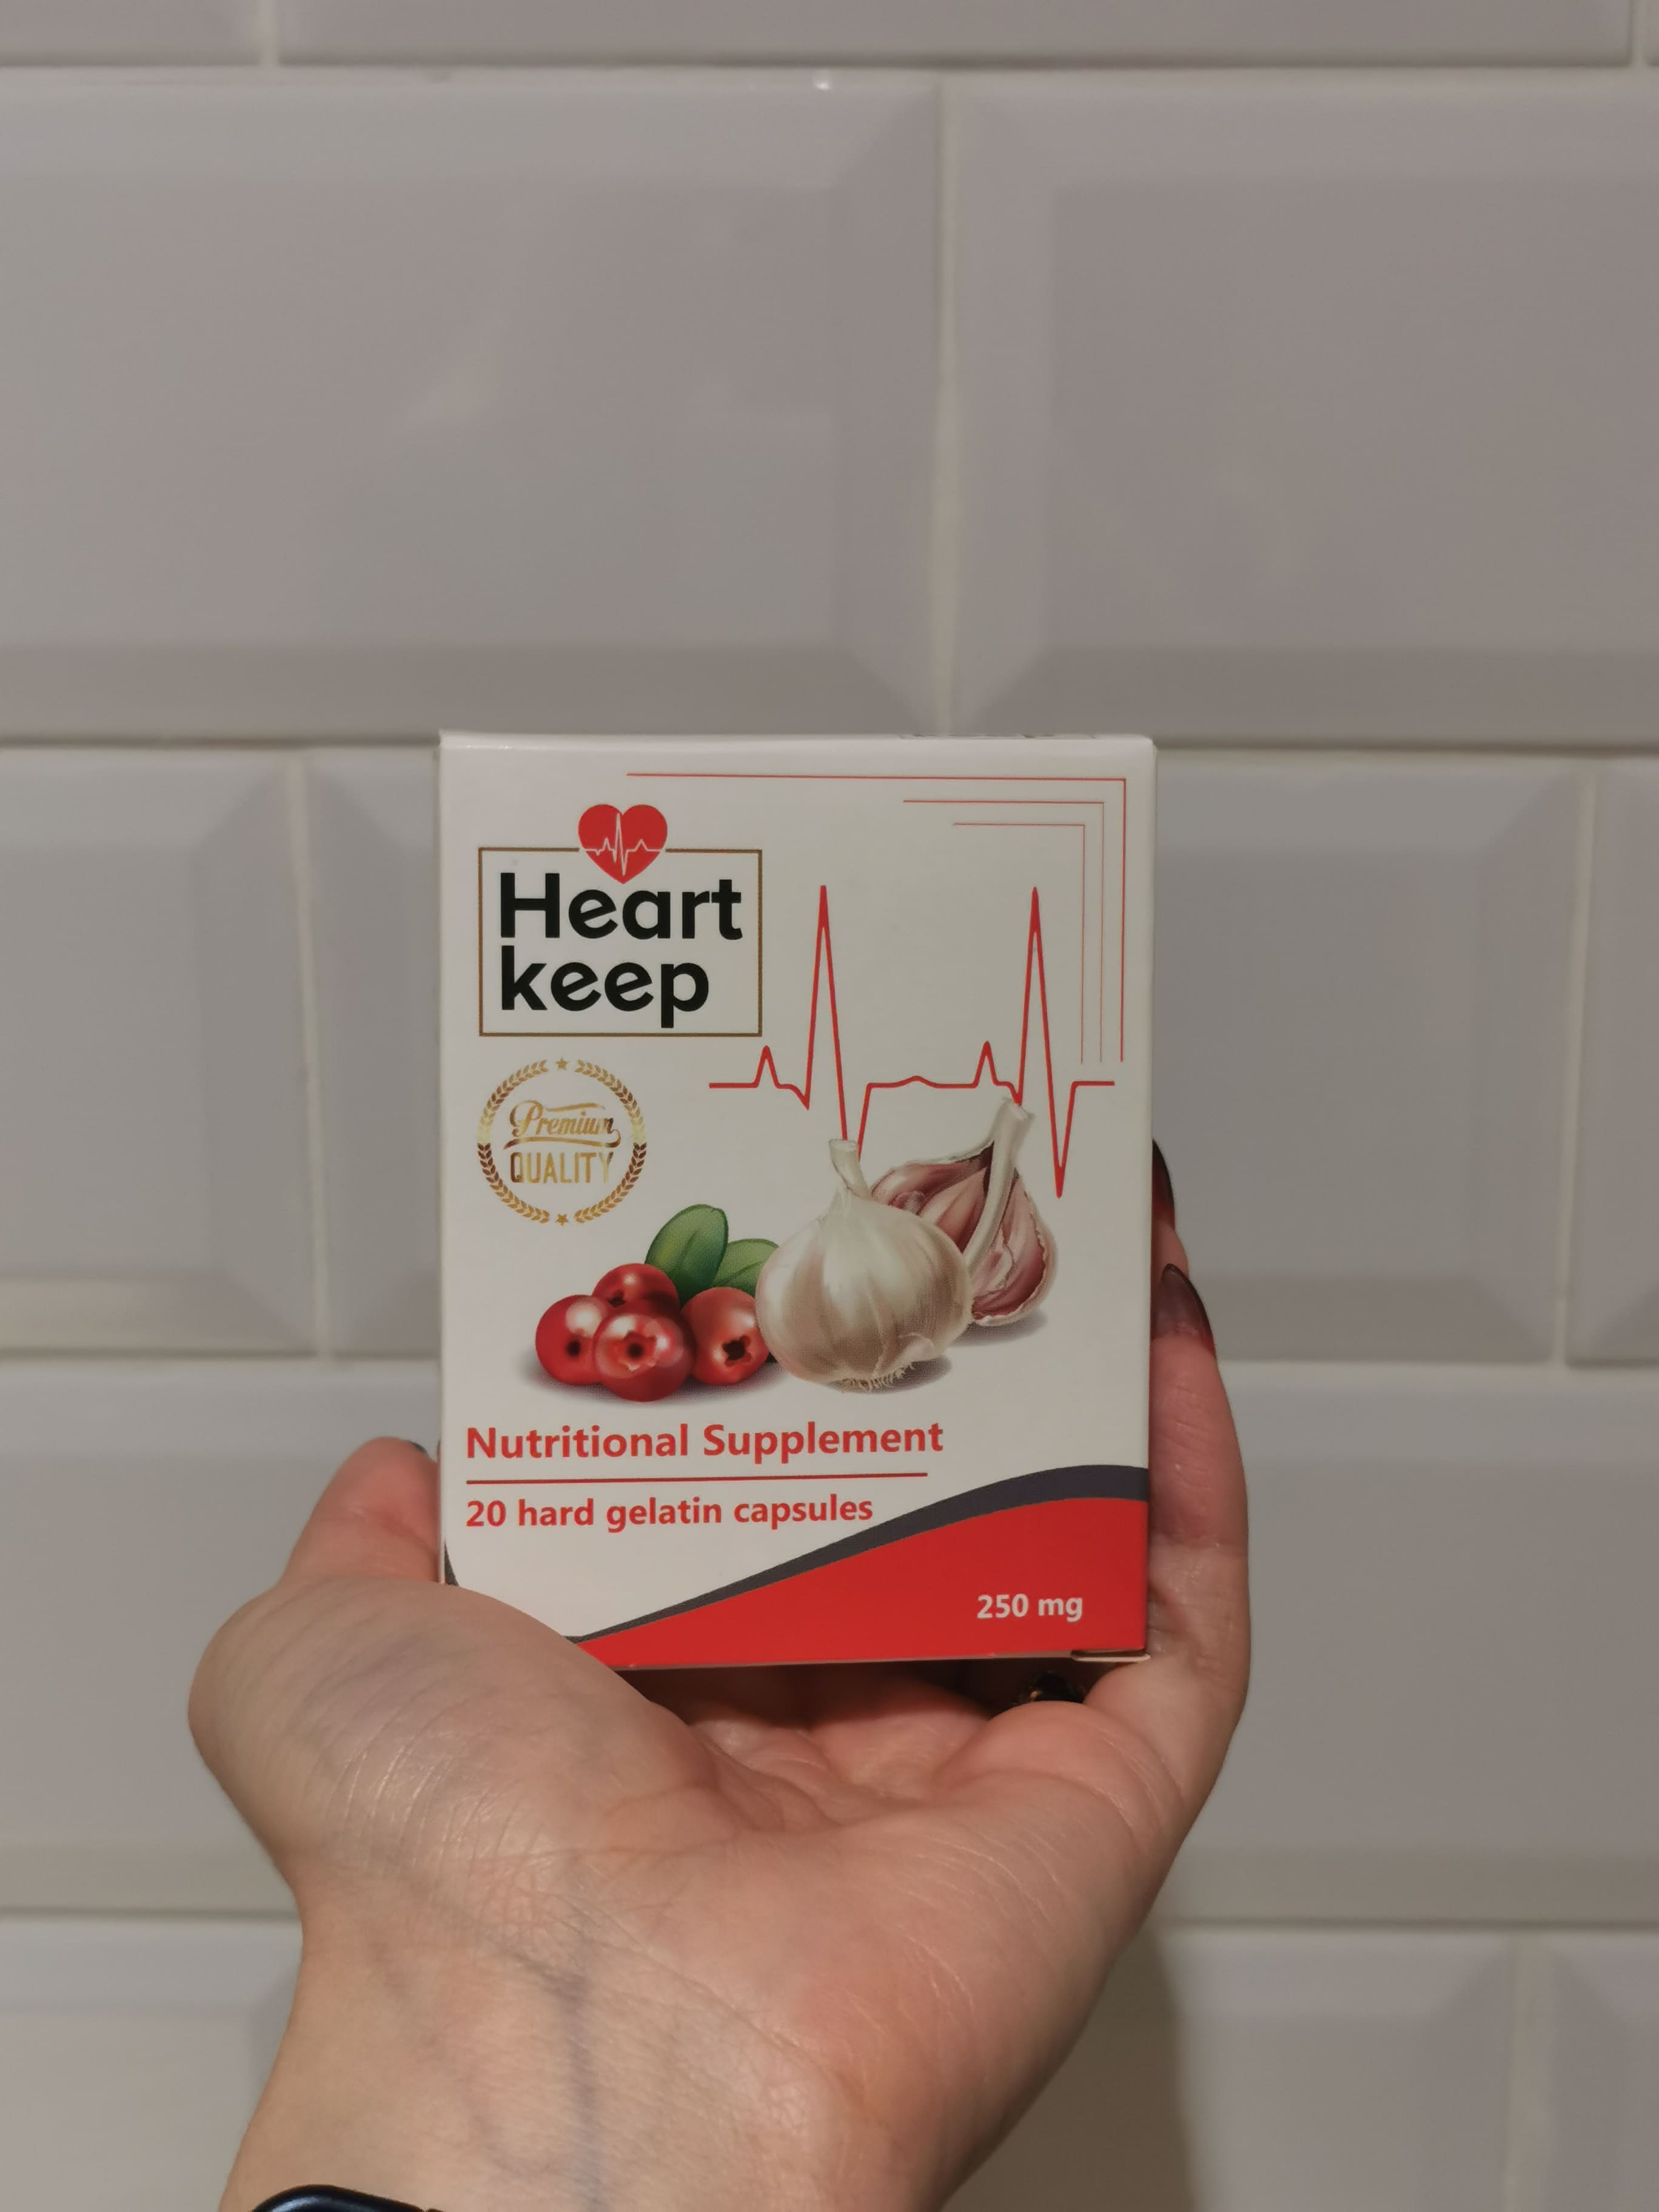 Heart
keep
Premium
QUALITY
Nutritional Supplement
20 hard gelatin capsules
250 mg